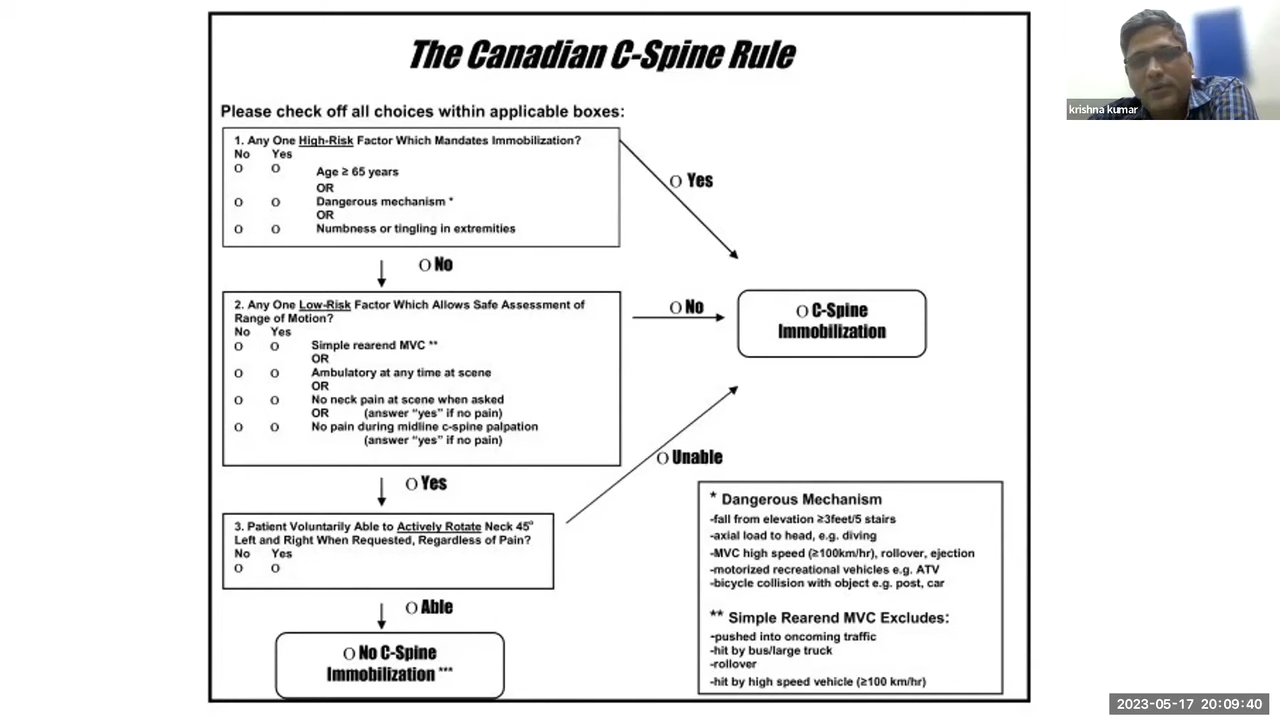 The Canadian C-Spine Rule
Please check off all choices within applicable boxes:
1. Any One High-Risk Factor Which Mandates Immobilization?
No Yes
O O Age ≥ 65 years
OR
O O Dangerous mechanism *
OR
O O Numbness or tingling in extremities
O Yes
O No
2. Any One Low-Risk Factor Which Allows Safe Assessment of
Range of Motion?
No Yes
O O Simple rearend MVC **
OR
O O Ambulatory at any time at scene
OR
O O No neck pain at scene when asked
OR (answer “yes” if no pain)
O O No pain during midline c-spine palpation
(answer “yes” if no pain)
O No
O C-Spine
Immobilization
O Yes
O Unable
3. Patient Voluntarily Able to Actively Rotate Neck 45°
Left and Right When Requested, Regardless of Pain?
No Yes
O O
O Able
O No C-Spine
Immobilization ***
* Dangerous Mechanism
-fall from elevation ≥3feet/5 stairs
-axial load to head, e.g. diving
-MVC high speed (≥100km/hr), rollover, ejection
-motorized recreational vehicles e.g. ATV
-bicycle collision with object e.g. post, car
** Simple Rearend MVC Excludes:
-pushed into oncoming traffic
-hit by bus/large truck
-rollover
-hit by high speed vehicle (≥100 km/hr)
krishna kumar
2023-05-17 20:09:40